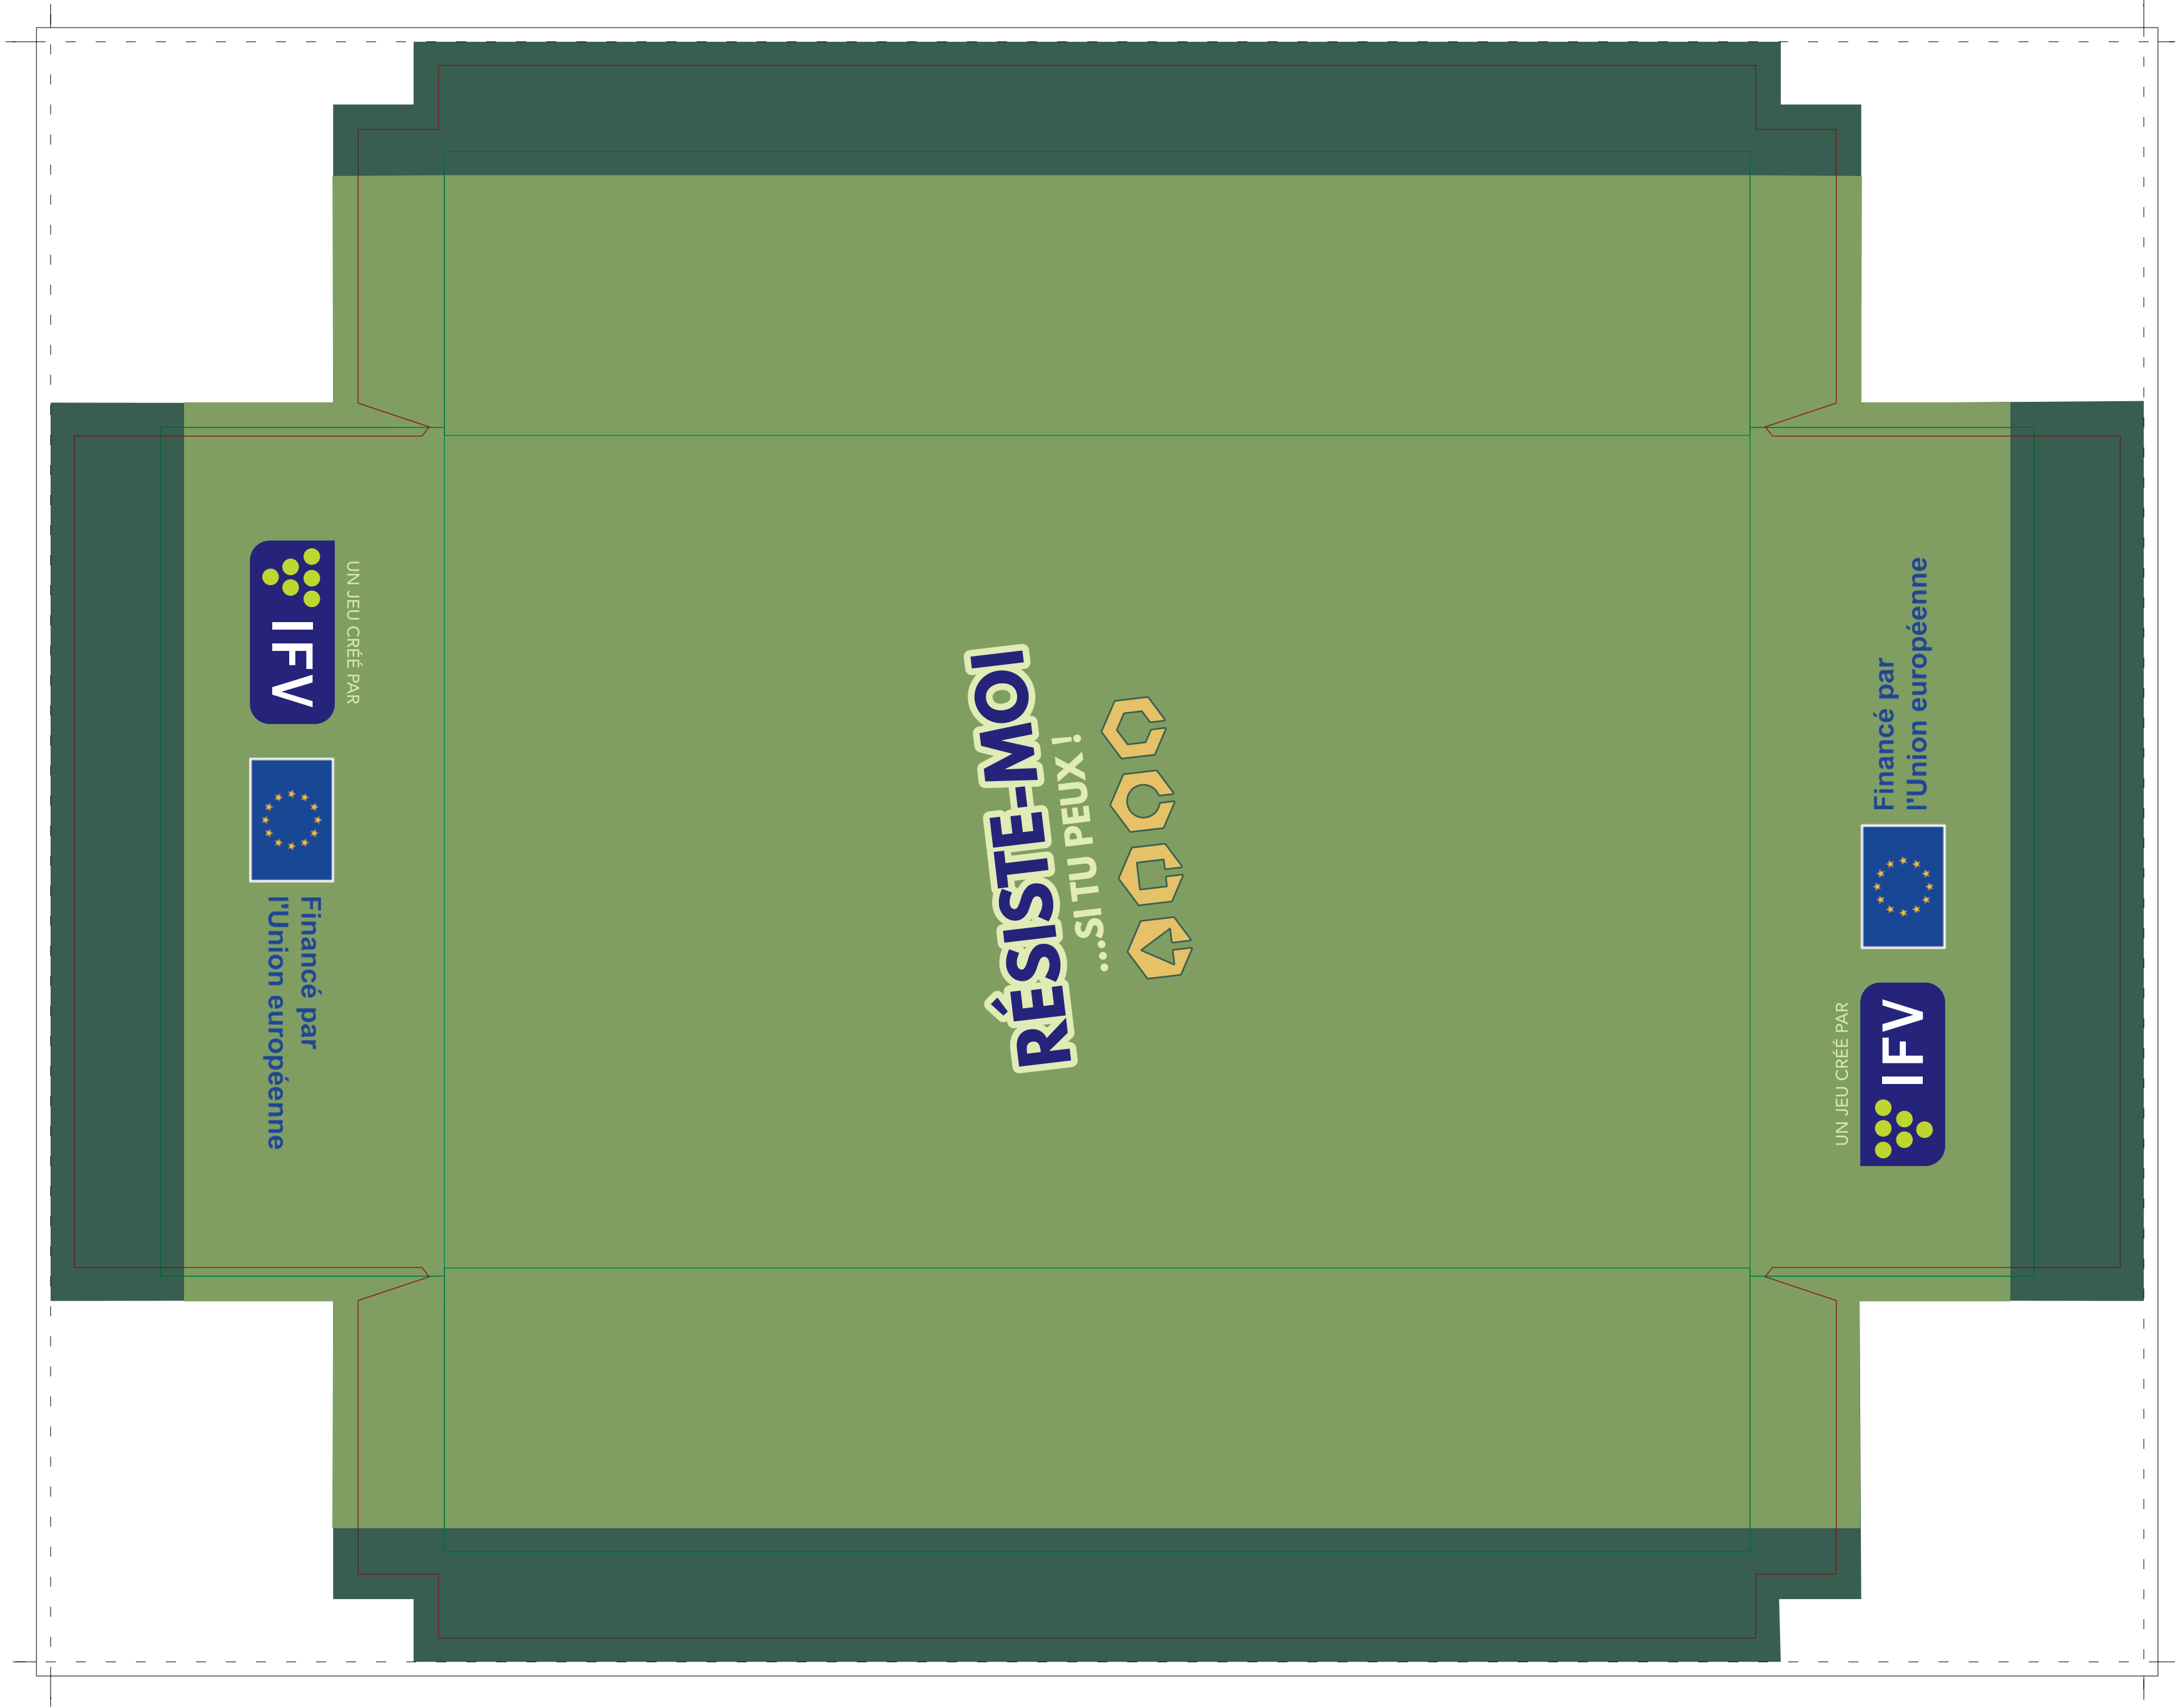 UN JEU CRÉÉ PAR
IFV
Financé par
l'Union européenne
RÉSISTE-MOI
SI TU PEUX !
...
UN JEU CRÉÉ PAR
IFV
Financé par
l'Union européenne